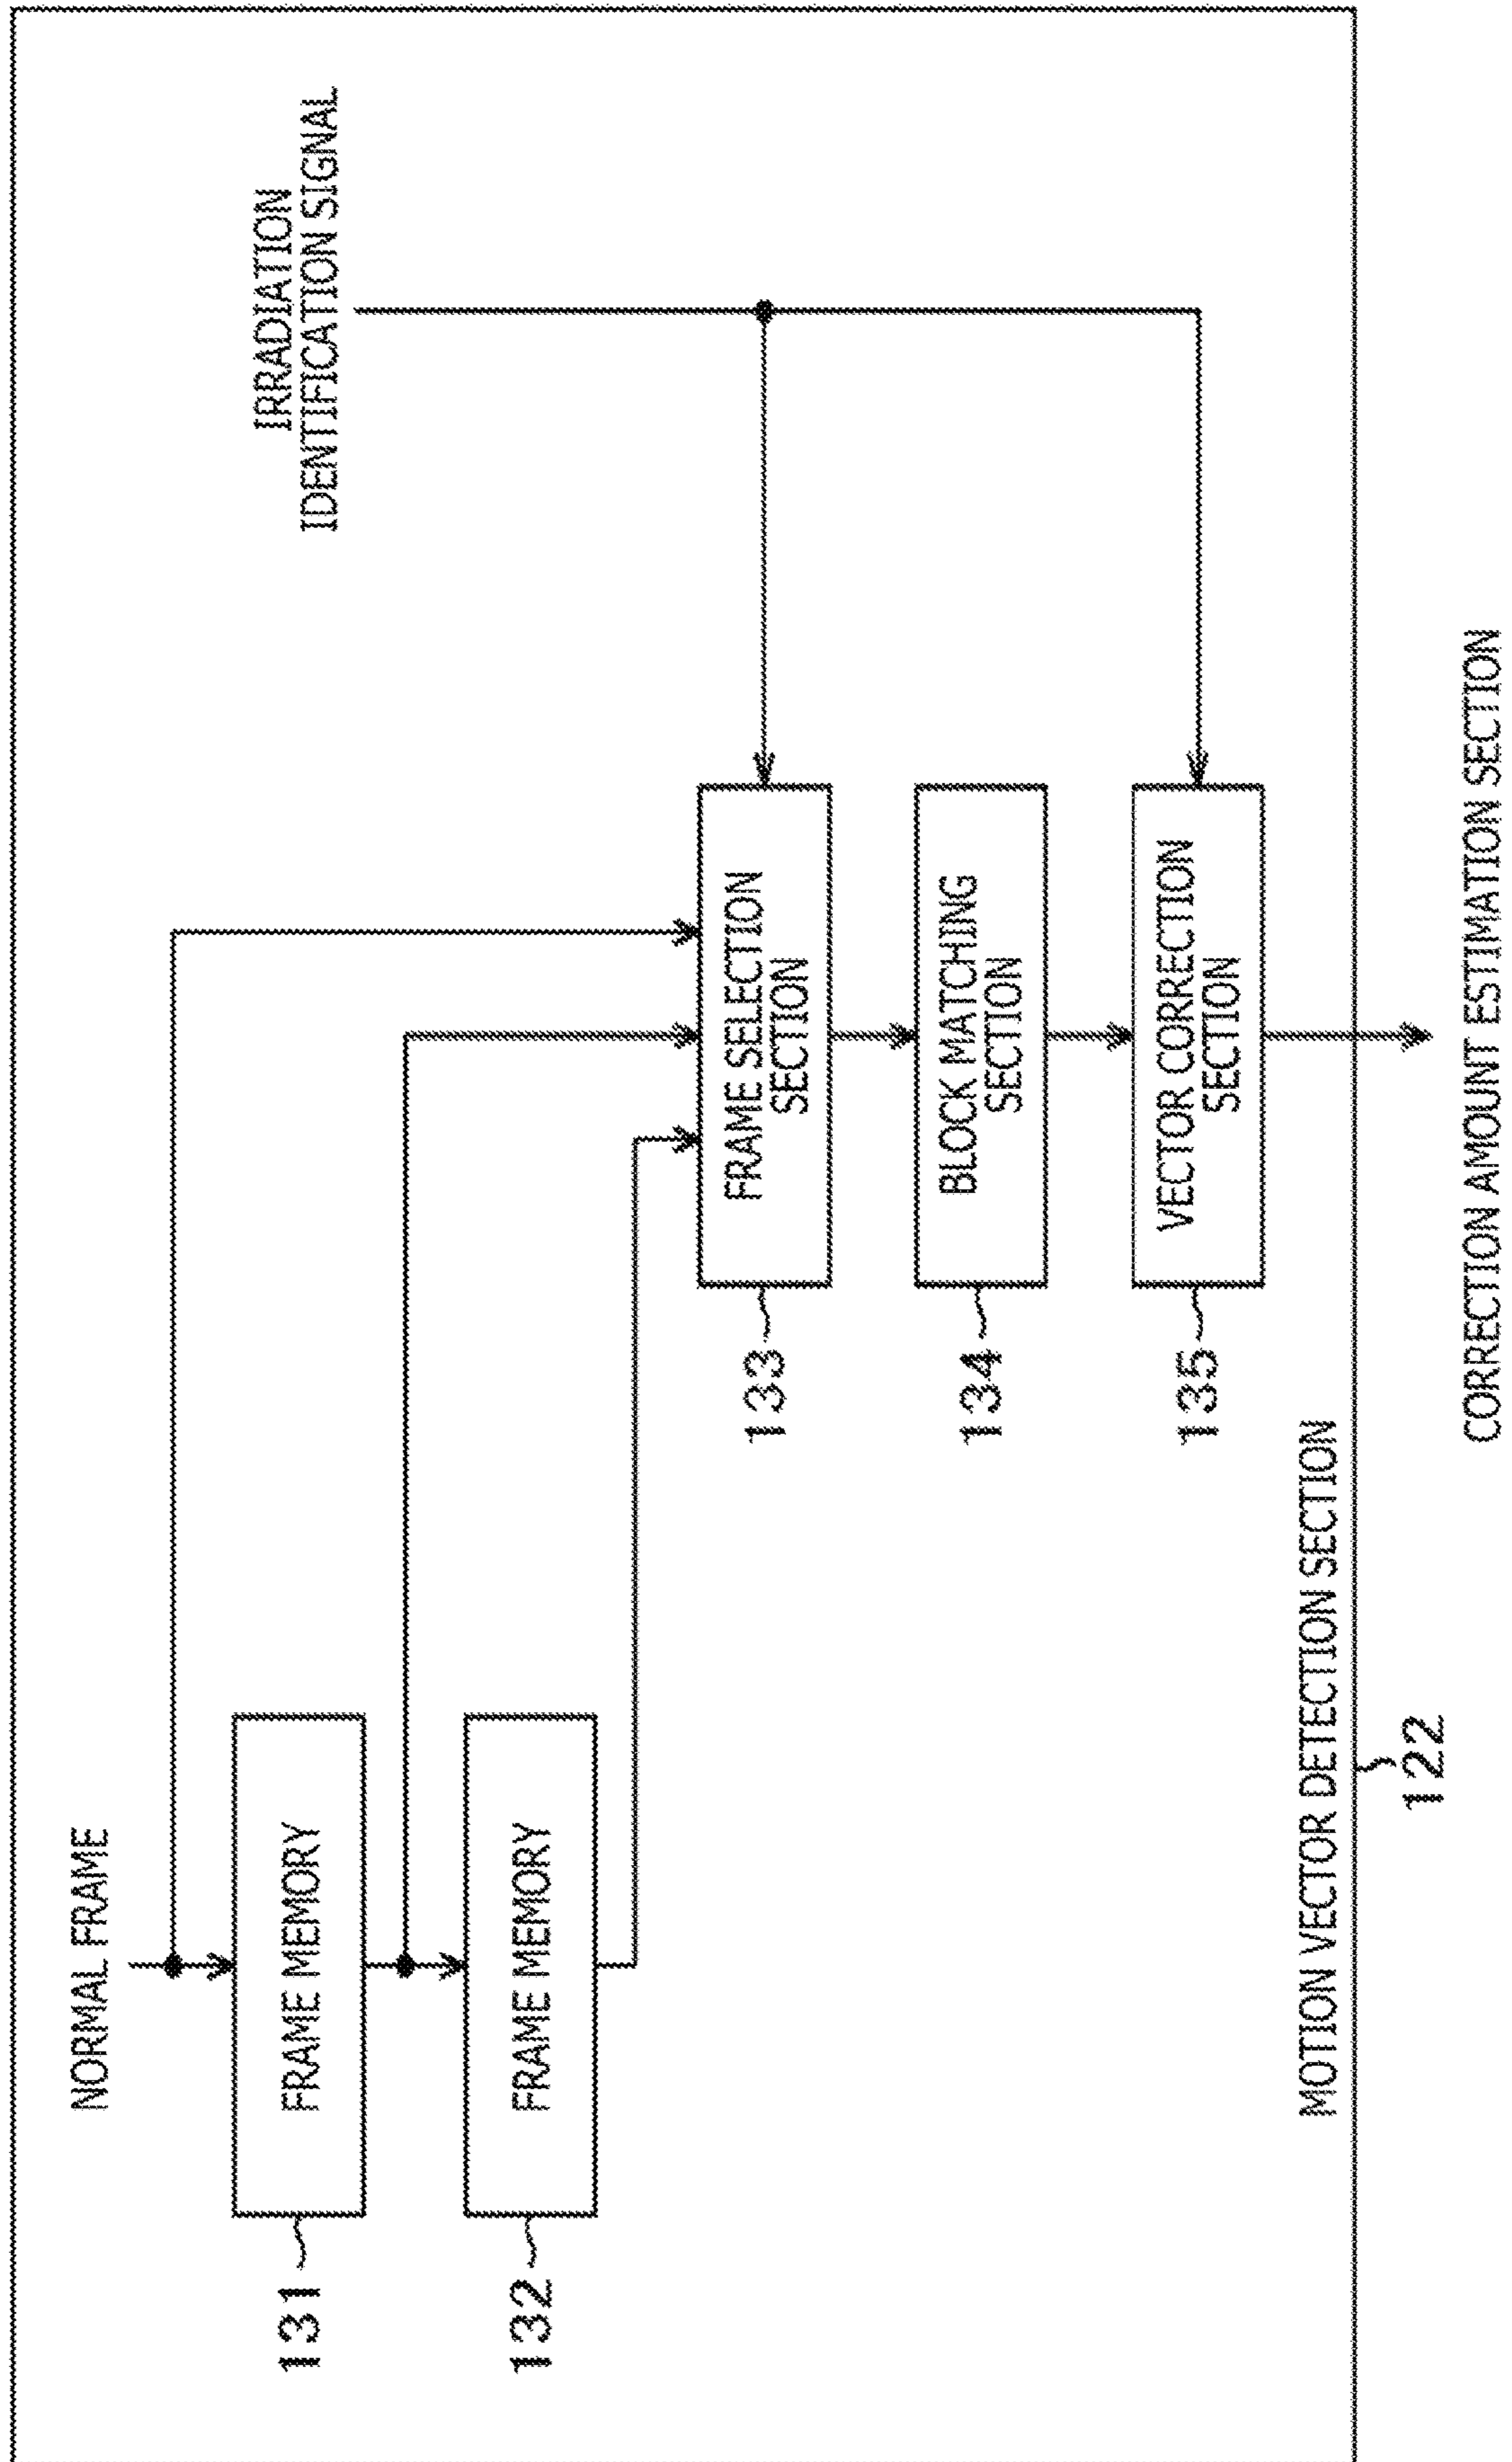 NORMAL FRAME
IRRADIATION
IDENTIFICATION SIGNAL
131
FRAME MEMORY
132
FRAME MEMORY
133
FRAME SELECTION
SECTION
134
BLOCK MATCHING
SECTION
135
VECTOR CORRECTION
SECTION
MOTION VECTOR DETECTION SECTION
122
CORRECTION AMOUNT ESTIMATION SECTION